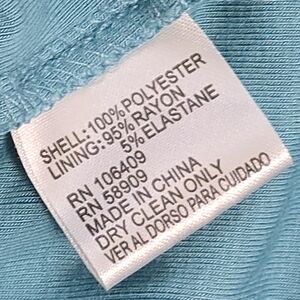 SHELL: 100% POLYESTER
LINING: 95% RAYON
5% ELASTANE
RN 106409
RN 58909
MADE IN CHINA
DRY CLEAN ONLY
VER AL DORSO PARA CUIDADO